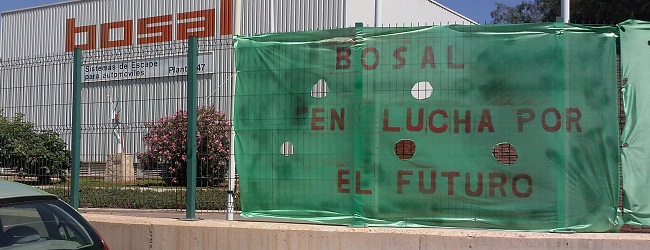 bosal
Sistemas de Escape
para automóviles Planta 47
BOSAL
EN LUCHA POR
EL FUTURO